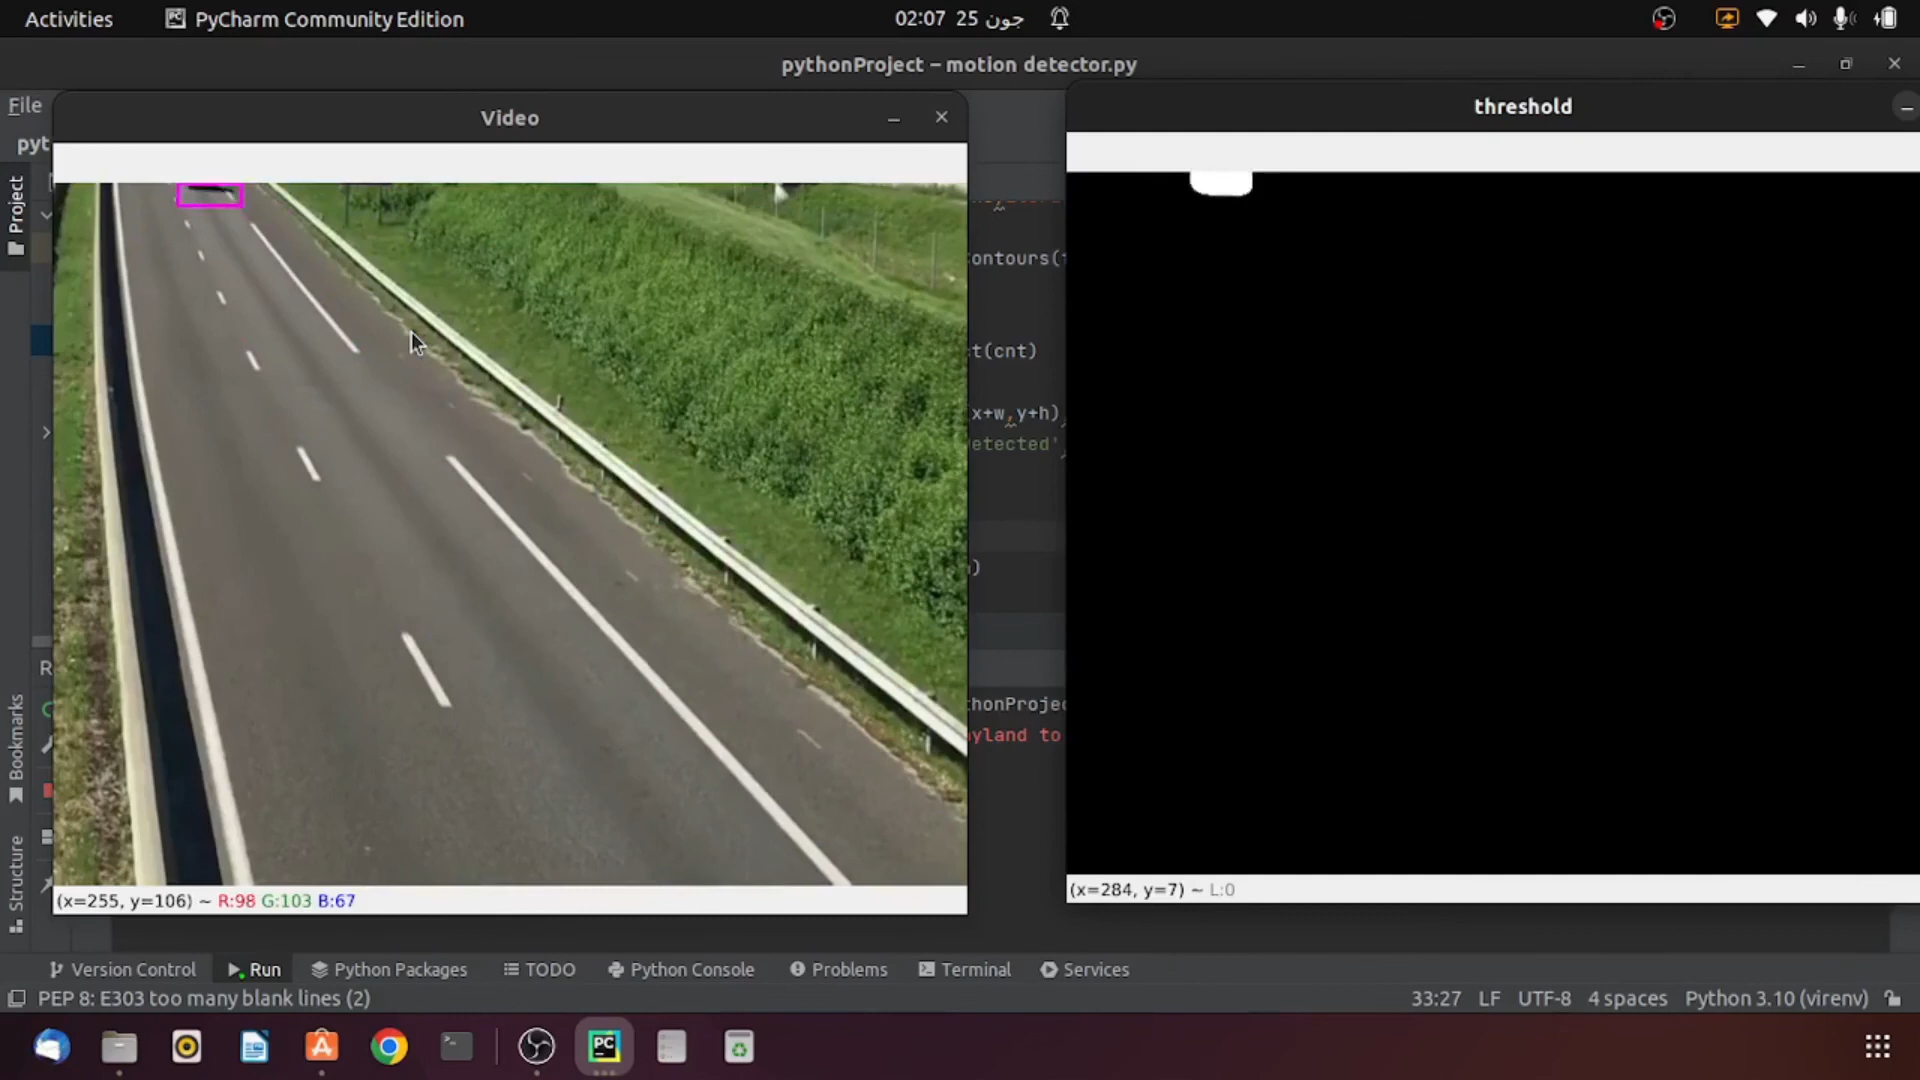 Activities
PyCharm Community Edition
02:07 25 جون
pythonProject – motion detector.py
File
Video
threshold
pyt
Project
ontours(
t(cnt)
x+w,y+h),
etected',
)
R
thonProjec
yland to
Bookmarks
Structure
(x=255, y=106) ~ R:98 G:103 B:67
(x=284, y=7) ~ L:0
Version Control
Run
Python Packages
TODO
Python Console
Problems
Terminal
Services
PEP 8: E303 too many blank lines (2)
33:27
LF
UTF-8
4 spaces
Python 3.10 (virenv)
PC